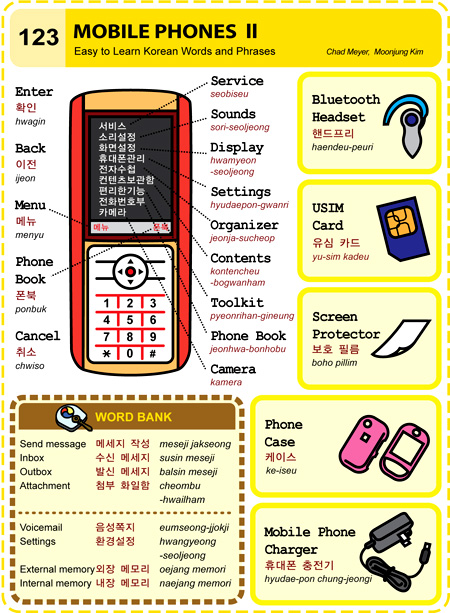 123
MOBILE PHONES II
Easy to Learn Korean Words and Phrases
Chad Meyer, Moonjung Kim
Enter
확인
hwagin
Back
이전
ijeon
Menu
메뉴
menyu
Phone
Book
폰북
ponbuk
Cancel
취소
chwiso
서비스
소리설정
화면설정
휴대폰관리
전자수첩
컨텐츠보관함
편리한기능
전화번호부
카메라
메뉴 폰북
1 2 3
4 5 6
7 8 9
* 0 #
Service
seobiseu
Sounds
sori-seoljeong
Display
hwamyeon
-seoljeong
Settings
hyudaepon-gwanri
Organizer
jeonja-sucheop
Contents
kontencheu
-bogwanham
Toolkit
pyeonrihan-gineung
Phone Book
jeonhwa-bonhobu
Camera
kamera
Bluetooth
Headset
핸드프리
haendeu-peuri
USIM
Card
유심 카드
yu-sim kadeu
Screen
Protector
보호 필름
boho pillim
Phone
Case
케이스
ke-iseu
Mobile Phone
Charger
휴대폰 충전기
hyudae-pon chung-jeongi
WORD BANK
Send message 메세지 작성 meseji jakseong
Inbox 수신 메세지 susin meseji
Outbox 발신 메세지 balsin meseji
Attachment 첨부 화일함 cheombu
-hwailham
Voicemail 음성쪽지 eumseong-jjokji
Settings 환경설정 hwangyeong
-seoljeong
External memory 외장 메모리 oejang memori
Internal memory 내장 메모리 naejang memori